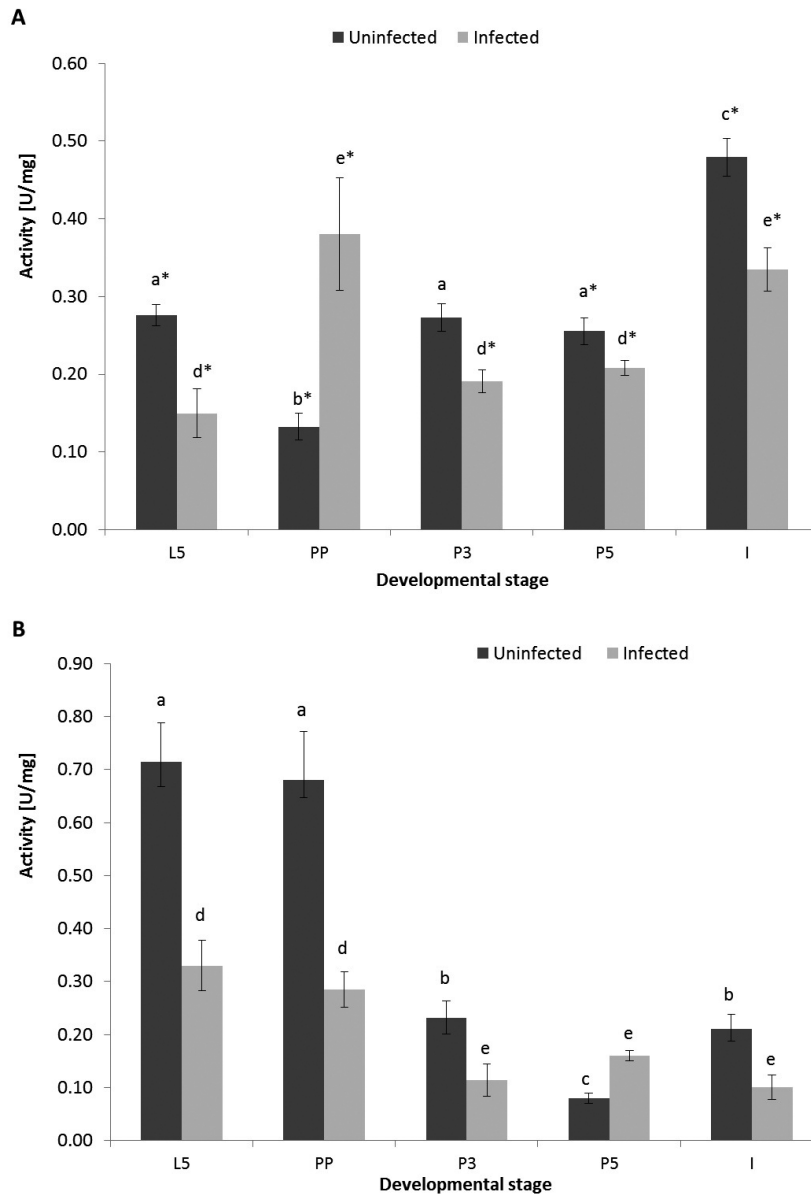 A
Uninfected Infected
0.60
0.50
0.40
0.30
0.20
0.10
0.00
Activity [U/mg]
a* d* b* e* a d* a* d* c* e*
L5 PP P3 P5 I
Developmental stage
B
Uninfected Infected
0.90
0.80
0.70
0.60
0.50
0.40
0.30
0.20
0.10
0.00
Activity [U/mg]
a d a d b e c e b e
L5 PP P3 P5 I
Developmental stage